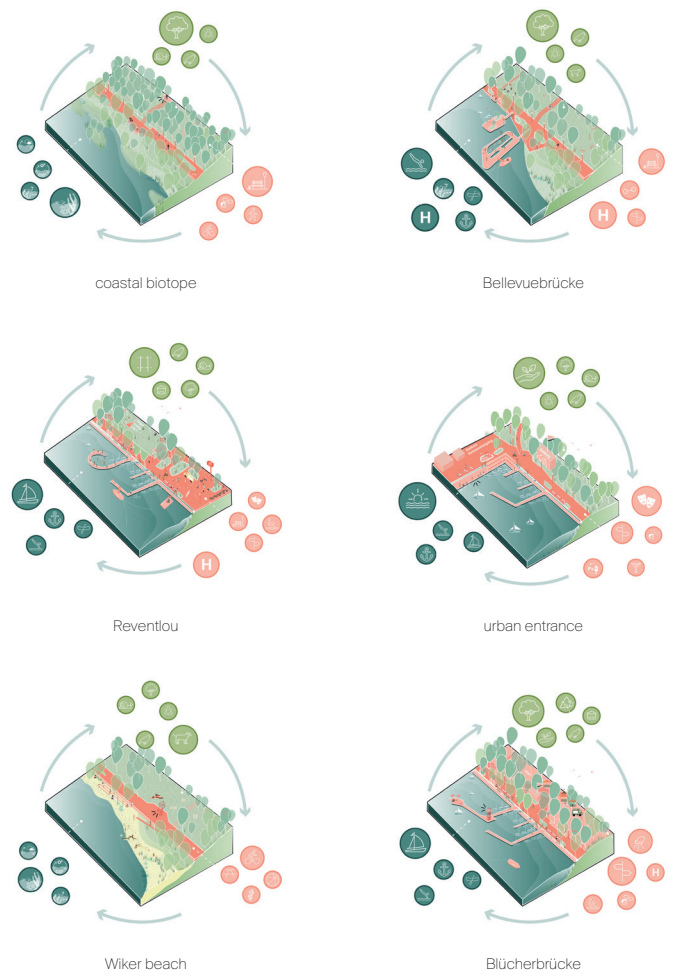 coastal biotope
Bellevuebrücke
H
H
Reventlou
H
urban entrance
Wiker beach
Blücherbrücke
H